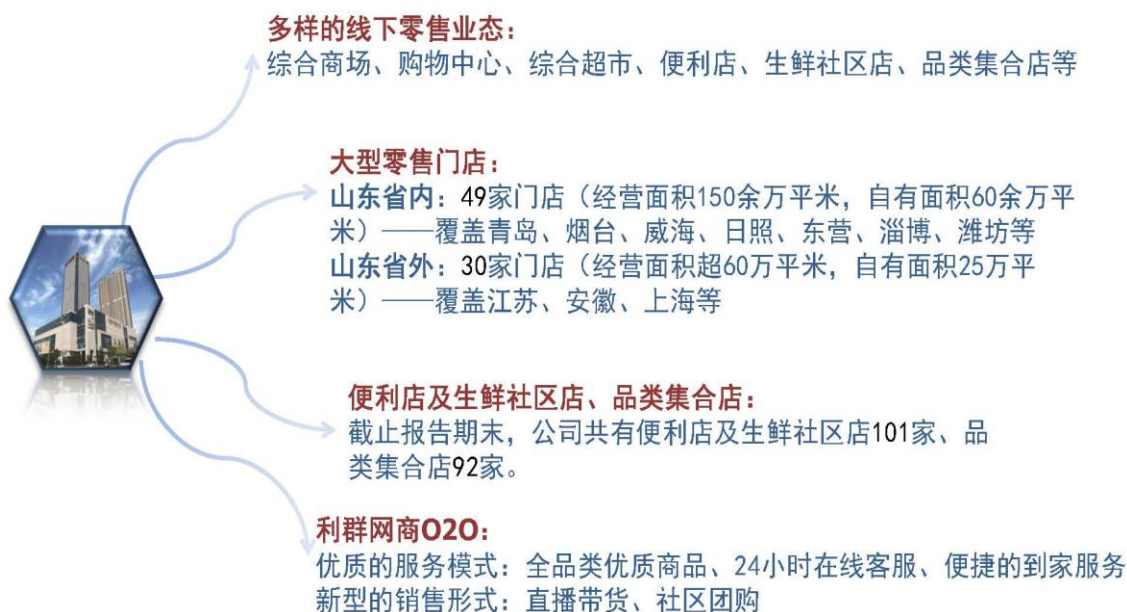 多样的线下零售业态：
综合商场、购物中心、综合超市、便利店、生鲜社区店、品类集合店等
大型零售门店：
山东省内：49家门店（经营面积150余万平米，自有面积60余万平
米）——覆盖青岛、烟台、威海、日照、东营、淄博、潍坊等
山东省外：30家门店（经营面积超60万平米，自有面积25万平
米）——覆盖江苏、安徽、上海等
便利店及生鲜社区店、品类集合店：
截止报告期末，公司共有便利店及生鲜社区店101家、品
类集合店92家。
利群网商O2O：
优质的服务模式：全品类优质商品、24小时在线客服、便捷的到家服务
新型的销售形式：直播带货、社区团购